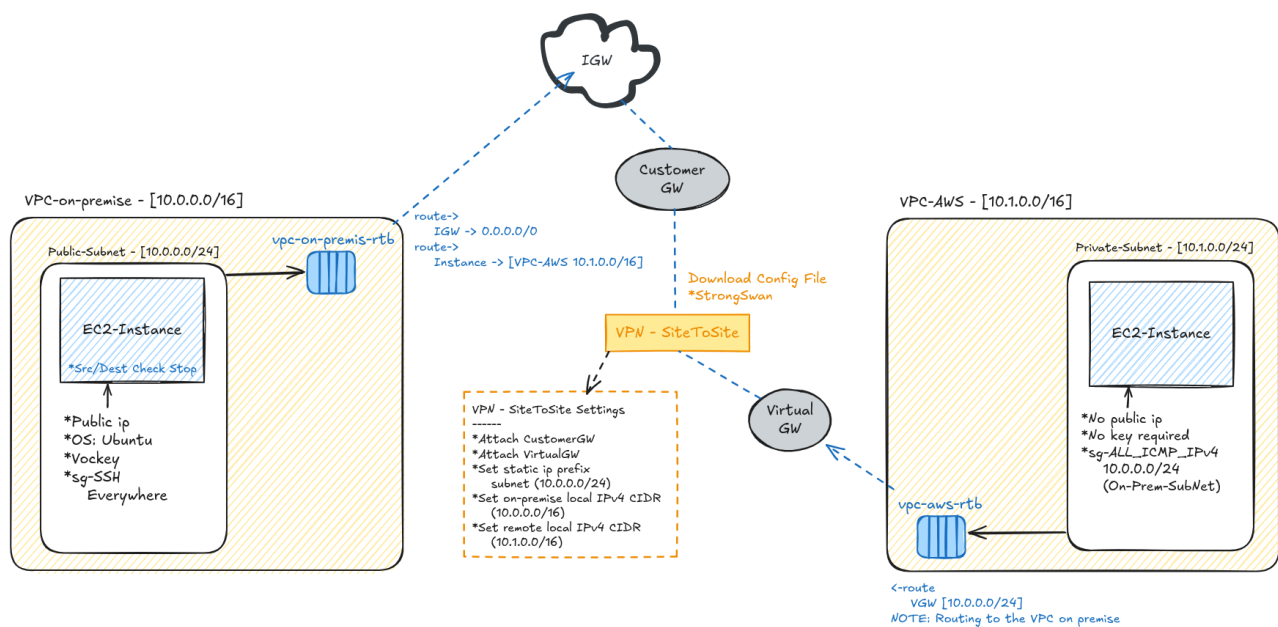 IGW
Customer
GW
VPC-on-premise - [10.0.0.0/16]
Public-Subnet - [10.0.0.0/24]
vpc-on-premis-rtb
EC2-Instance
*Src/Dest Check Stop
*Public ip
*OS: Ubuntu
*Vockey
*sg-SSH
Everywhere
route->
IGW -> 0.0.0.0/0
route->
Instance -> [VPC-AWS 10.1.0.0/16]
Download Config File
*StrongSwan
VPN - SiteToSite
VPN - SiteToSite Settings
------
*Attach CustomerGW
*Attach VirtualGW
*Set static ip prefix
subnet (10.0.0.0/24)
*Set on-premise local IPv4 CIDR
(10.0.0.0/16)
*Set remote local IPv4 CIDR
(10.1.0.0/16)
Virtual
GW
VPC-AWS - [10.1.0.0/16]
Private-Subnet - [10.1.0.0/24]
EC2-Instance
*No public ip
*No key required
*sg-ALL_ICMP_IPv4
10.0.0.0/24
(On-Prem-SubNet)
vpc-aws-rtb
<-route
VGW [10.0.0.0/24]
NOTE: Routing to the VPC on premise